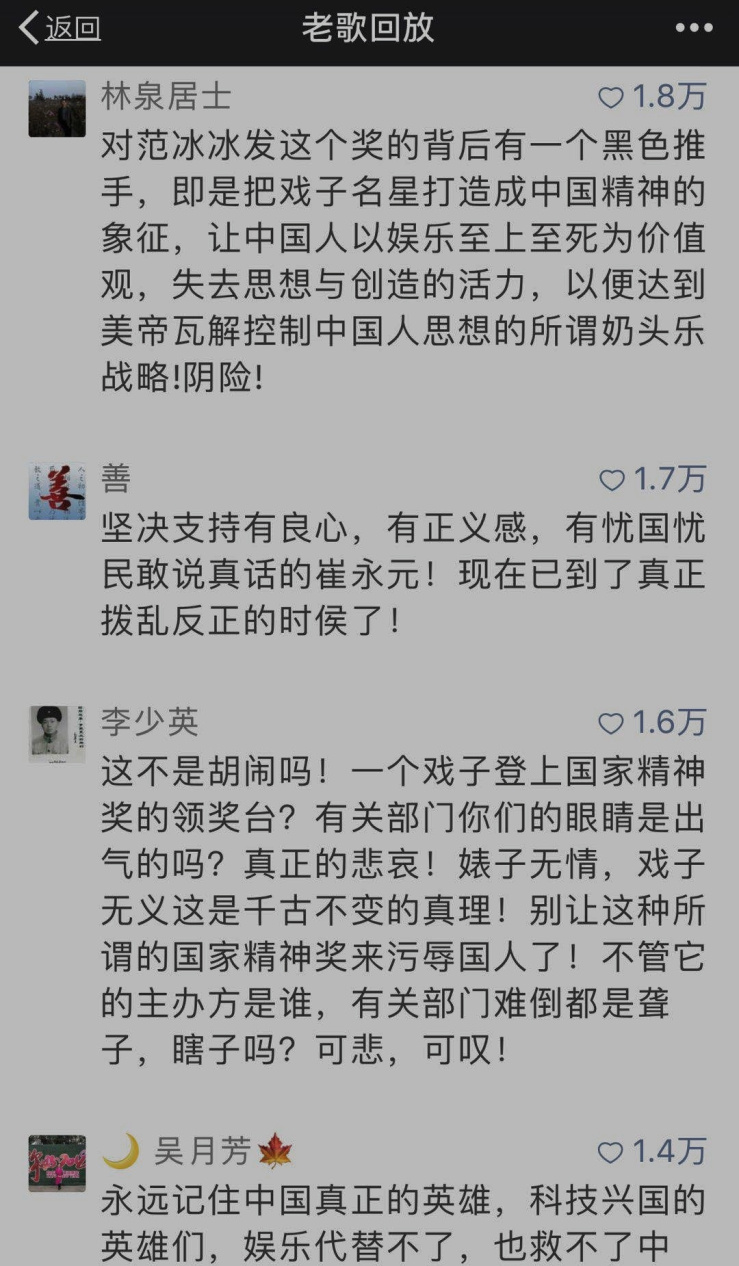 返回
老歌回放
林泉居士
1.8万
对范冰冰发这个奖的背后有一个黑色推
手，即是把戏子名星打造成中国精神的
象征，让中国人以娱乐至上至死为价值
观，失去思想与创造的活力，以便达到
美帝瓦解控制中国人思想的所谓奶头乐
战略!阴险!
善
1.7万
坚决支持有良心，有正义感，有忧国忧
民敢说真话的崔永元！现在已到了真正
拨乱反正的时侯了！
李少英
1.6万
这不是胡闹吗！一个戏子登上国家精神
奖的领奖台？有关部门你们的眼睛是出
气的吗？真正的悲哀！婊子无情，戏子
无义这是千古不变的真理！别让这种所
谓的国家精神奖来污辱国人了！不管它
的主办方是谁，有关部门难倒都是聋
子，瞎子吗？可悲，可叹！
🌙 吴月芳🍁
1.4万
永远记住中国真正的英雄，科技兴国的
英雄们，娱乐代替不了，也救不了中
善